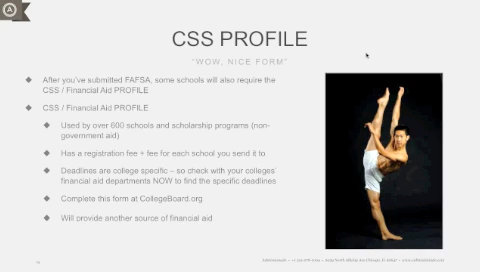 A
CSS PROFILE
"WOW, NICE FORM"
After you've submitted FAFSA, some schools will also require the
CSS / Financial Aid PROFILE
CSS / Financial Aid PROFILE
Used by over 600 schools and scholarship programs (non-
government aid)
Has a registration fee + fee for each school you send it to
Deadlines are college specific – so check with your colleges'
financial aid departments NOW to find the specific deadlines
Complete this form at CollegeBoard.org
Will provide another source of financial aid